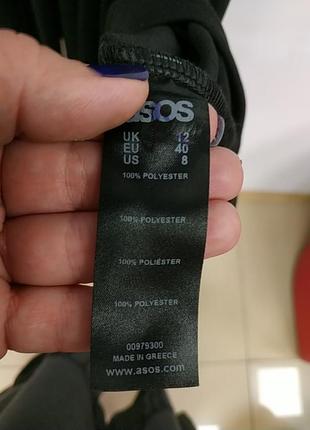 asos
UK 12
EU 40
US 8
100% POLYESTER
100% POLYESTER
100% POLIÉSTER
100% POLYESTER
00979300
MADE IN GREECE
www.asos.com